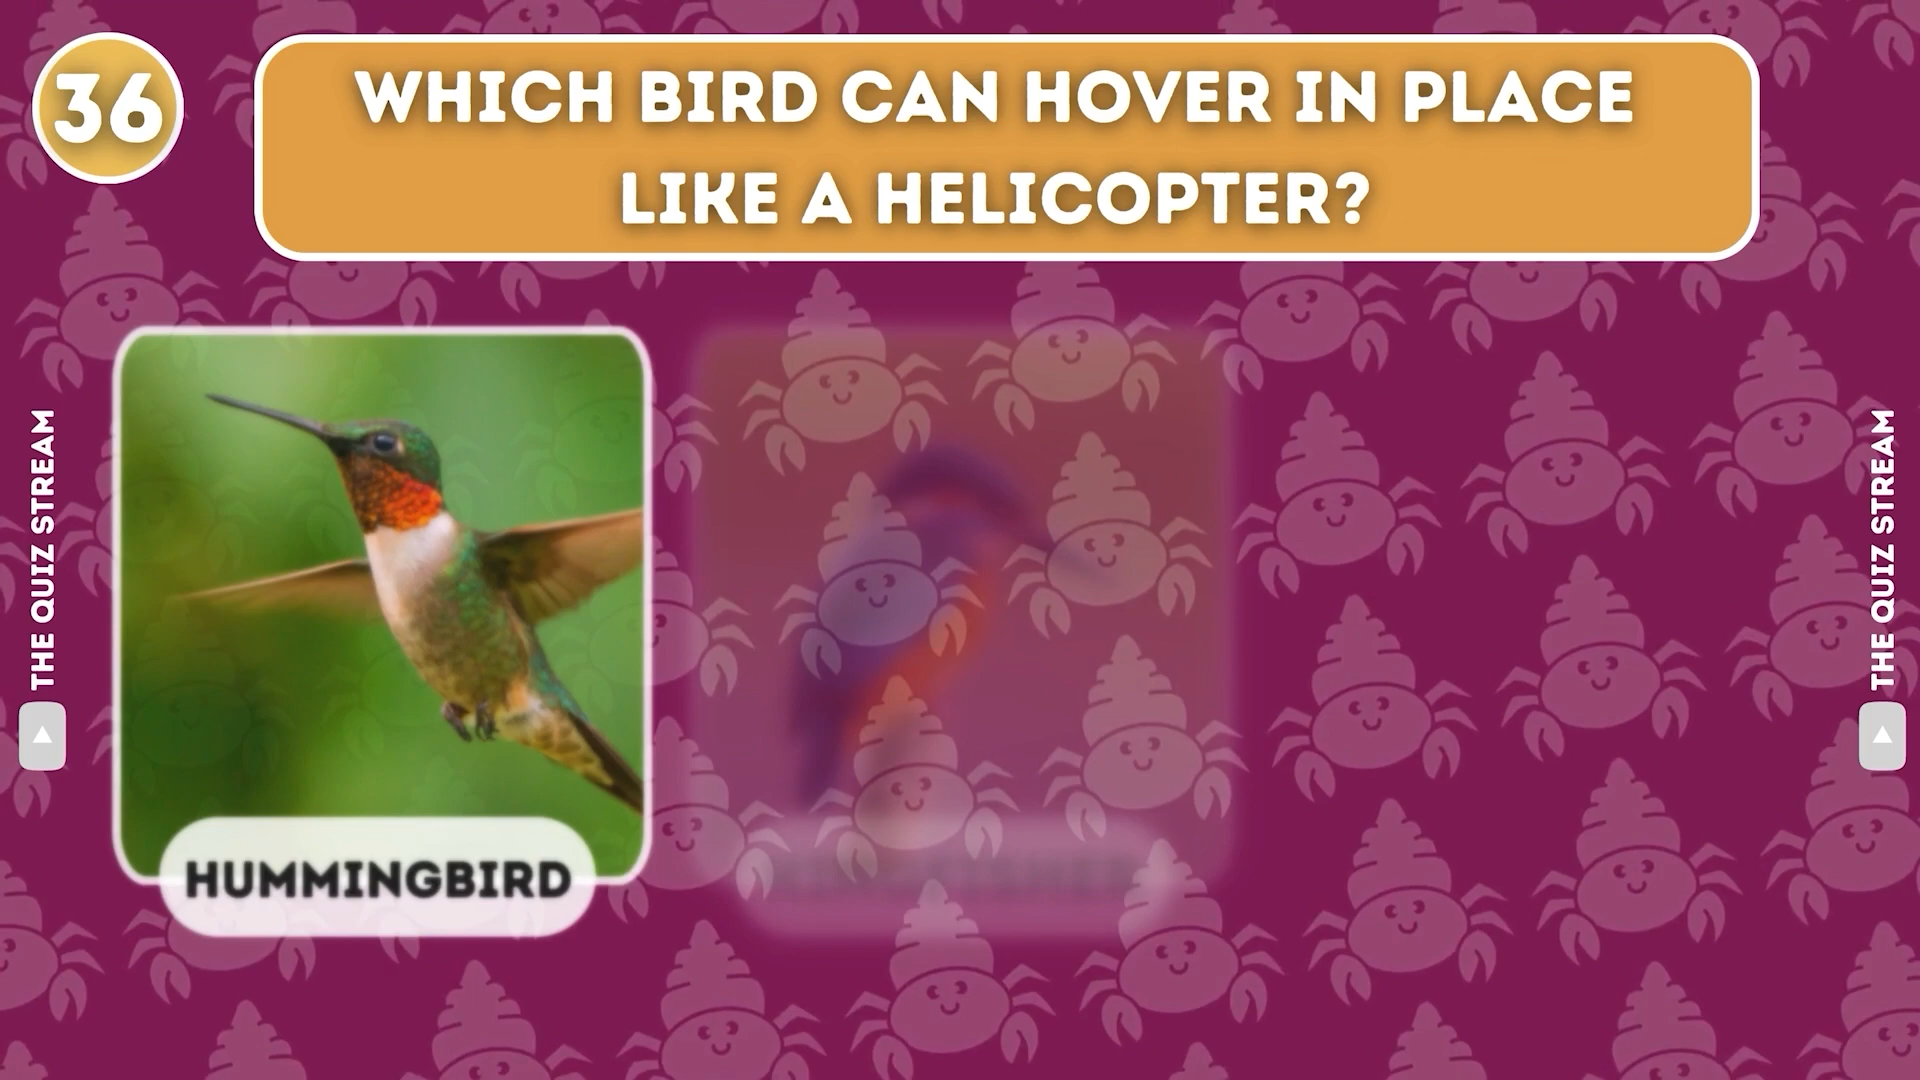 36
WHICH BIRD CAN HOVER IN PLACE
LIKE A HELICOPTER?
THE QUIZ STREAM
THE QUIZ STREAM
HUMMINGBIRD